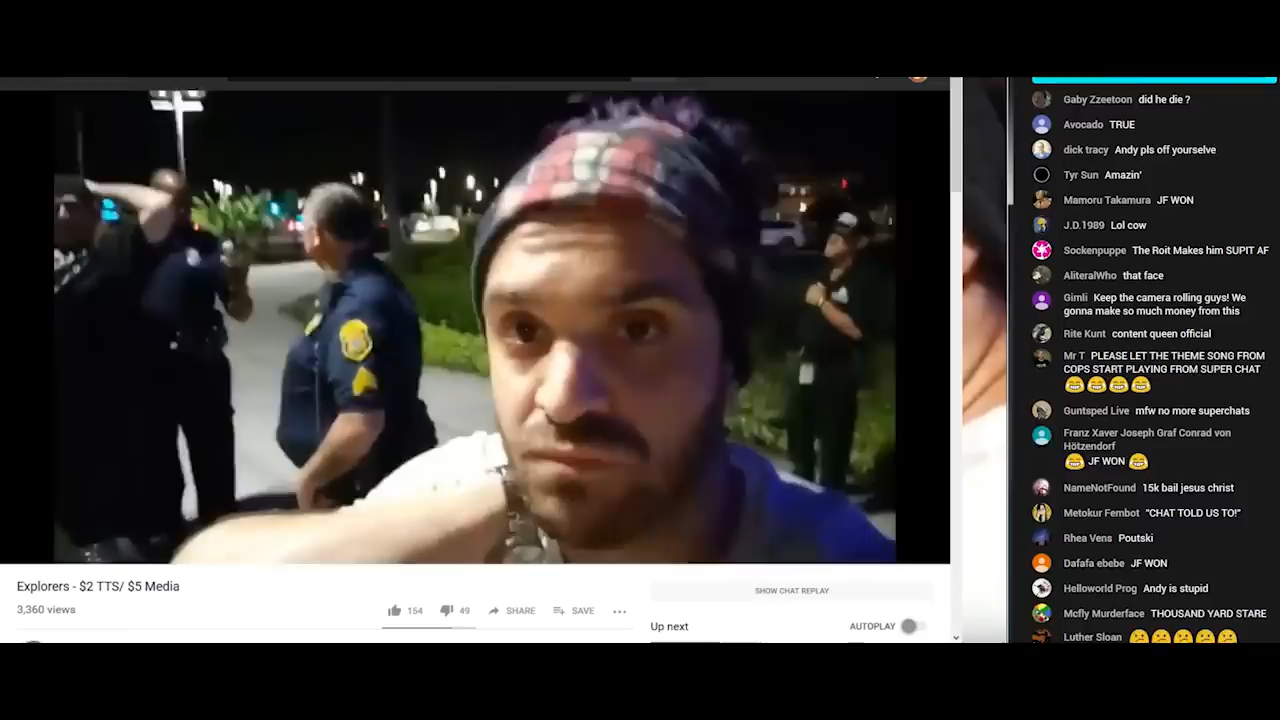 Explorers - $2 TTS/ $5 Media
3,360 views
154
49
SHARE
SAVE
SHOW CHAT REPLAY
Up next
AUTOPLAY
Gaby Zzeetoon did he die ?
Avocado TRUE
dick tracy Andy pls off yourselve
Tyr Sun Amazin'
Mamoru Takamura JF WON
J.D.1989 Lol cow
Sockenpuppe The Roit Makes him SUPIT AF
AliteralWho that face
Gimli Keep the camera rolling guys! We
gonna make so much money from this
Rite Kunt content queen official
Mr T PLEASE LET THE THEME SONG FROM
COPS START PLAYING FROM SUPER CHAT
Guntsped Live mfw no more superchats
Franz Xaver Joseph Graf Conrad von
Hötzendorf
JF WON
NameNotFound 15k bail jesus christ
Metokur Fembot "CHAT TOLD US TO!"
Rhea Vens Poutski
Dafafa ebebe JF WON
Helloworld Prog Andy is stupid
Mcfly Murderface THOUSAND YARD STARE
Luther Sloan